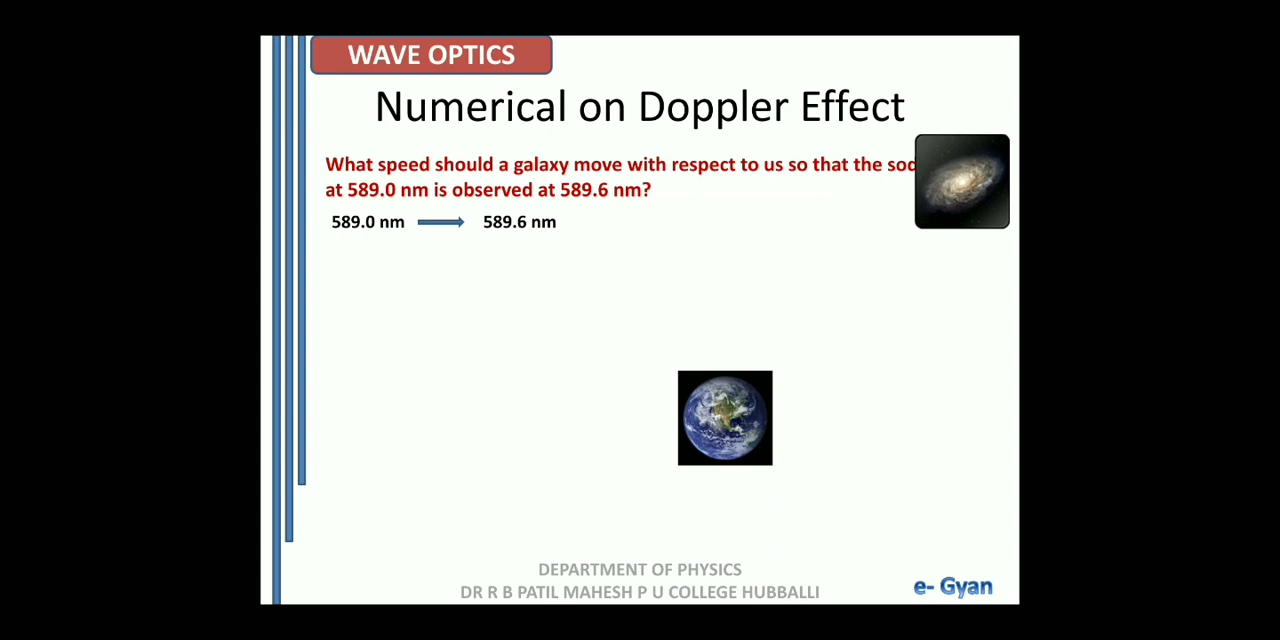 WAVE OPTICS
Numerical on Doppler Effect
What speed should a galaxy move with respect to us so that the
at 589.0 nm is observed at 589.6 nm?
589.0 nm 589.6 nm
DEPARTMENT OF PHYSICS
DR R B PATIL MAHESH P U COLLEGE HUBBALLI
e- Gyan